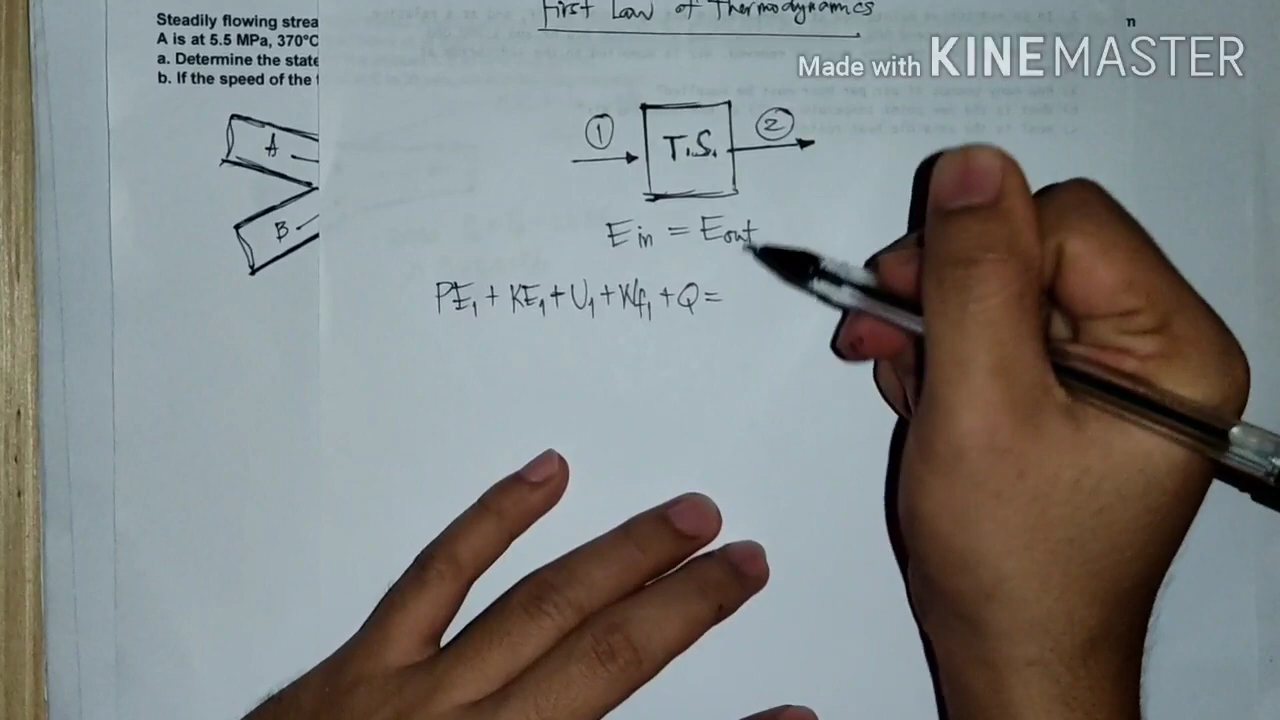 First Law of Thermodynamics
n
Steadily flowing strea
A is at 5.5 MPa, 370°C
a. Determine the state
b. If the speed of the
Made with KINEMASTER
A
B
1
T.S.
2
Ein = Eout
PE₁ + KE₁ + U₁ + Wf₁ + Q =